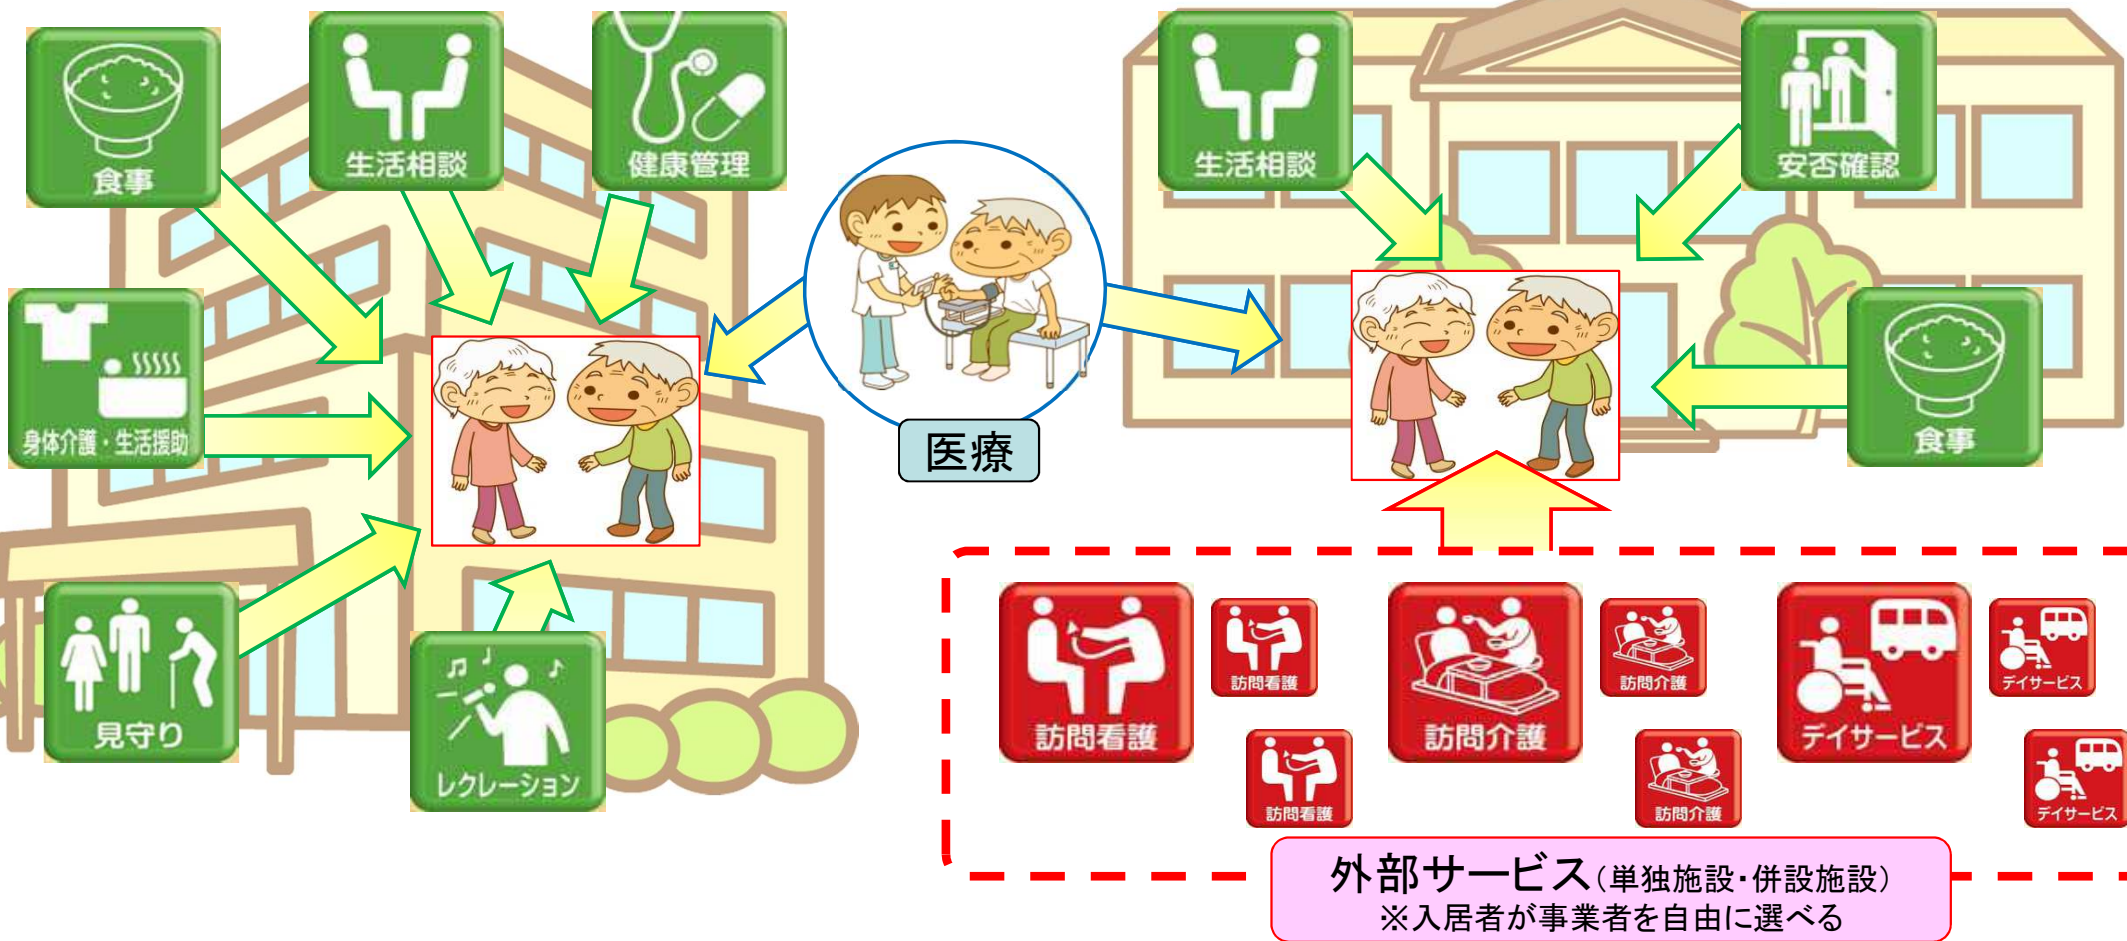 食事
生活相談
健康管理
身体介護・生活援助
見守り
レクレーション
医療
生活相談
安否確認
食事
訪問看護
訪問看護
訪問看護
訪問介護
訪問介護
訪問介護
デイサービス
デイサービス
デイサービス
外部サービス(単独施設・併設施設)
※入居者が事業者を自由に選べる